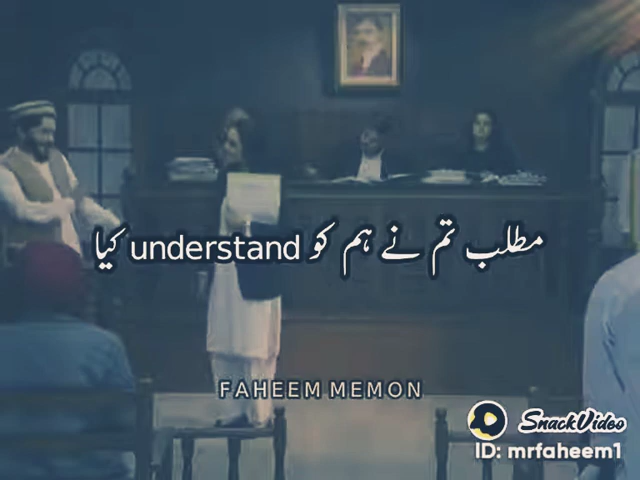 مطلب تم نے ہم کو understand کیا
FAHEEM MEMON
SnackVideo
ID: mrfaheem1